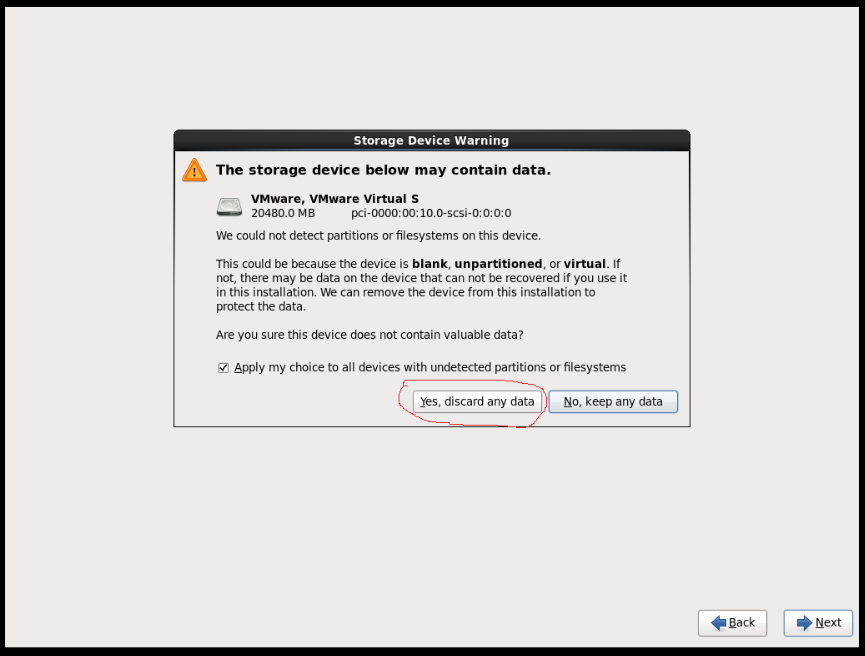 Storage Device Warning
The storage device below may contain data.
VMware, VMware Virtual S
20480.0 MB pci-0000:00:10.0-scsi-0:0:0:0
We could not detect partitions or filesystems on this device.
This could be because the device is blank, unpartitioned, or virtual. If
not, there may be data on the device that can not be recovered if you use it
in this installation. We can remove the device from this installation to
protect the data.
Are you sure this device does not contain valuable data?
Apply my choice to all devices with undetected partitions or filesystems
Yes, discard any data No, keep any data
Back Next